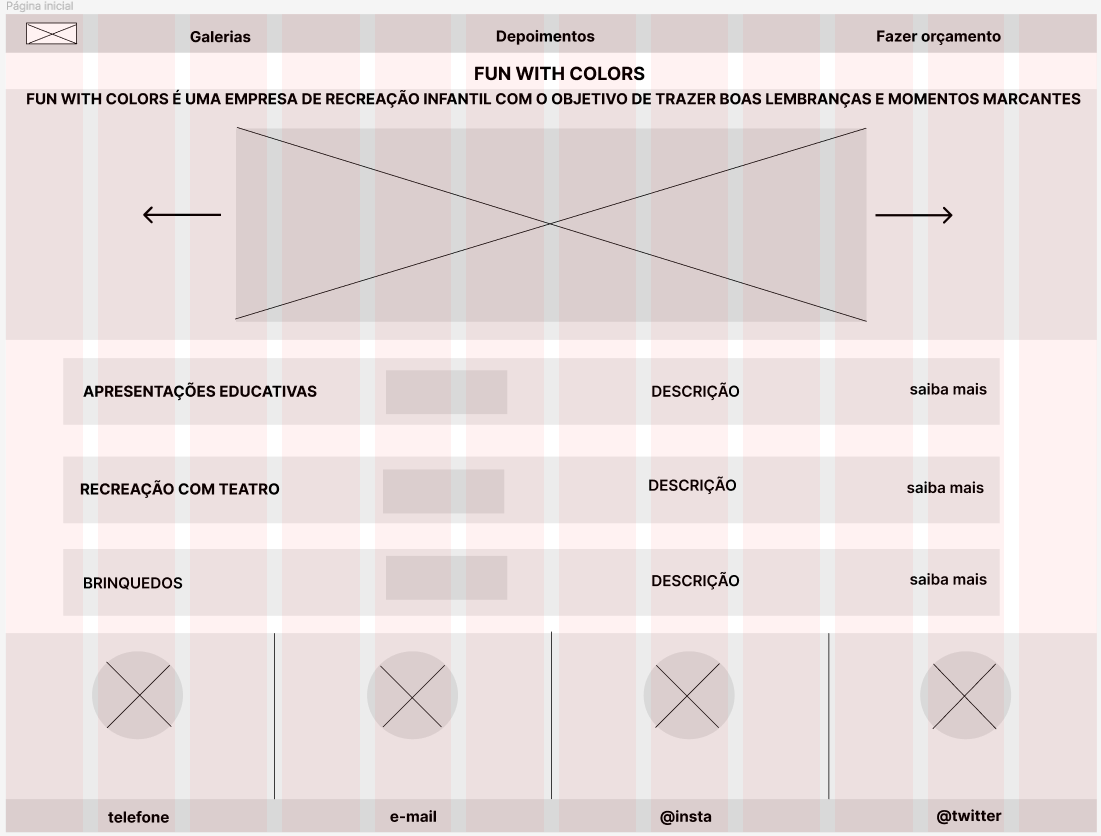 Página inicial
Galerias Depoimentos Fazer orçamento
FUN WITH COLORS
FUN WITH COLORS É UMA EMPRESA DE RECREAÇÃO INFANTIL COM O OBJETIVO DE TRAZER BOAS LEMBRANÇAS E MOMENTOS MARCANTES
APRESENTAÇÕES EDUCATIVAS DESCRIÇÃO saiba mais
RECREAÇÃO COM TEATRO DESCRIÇÃO saiba mais
BRINQUEDOS DESCRIÇÃO saiba mais
telefone e-mail @insta @twitter